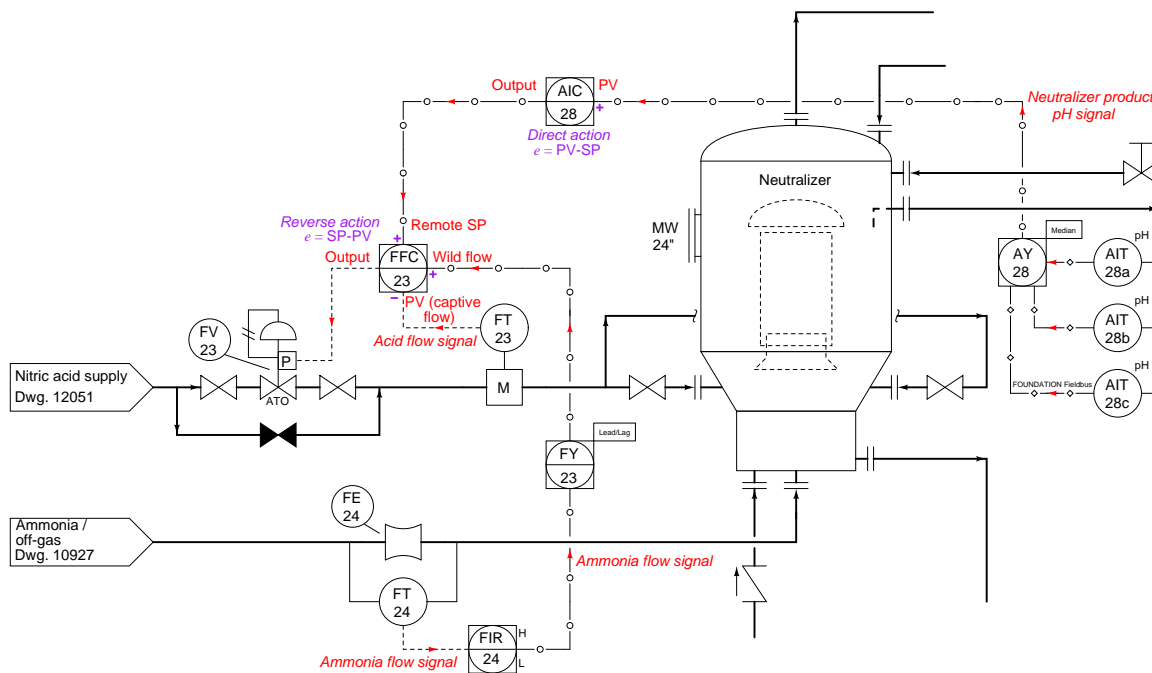 Output
PV
AIC
28
+
Direct action
e = PV-SP
Neutralizer product
pH signal
Neutralizer
MW
24"
Reverse action
e = SP-PV
Remote SP
+
Output
FFC
23
Wild flow
+
–
PV (captive
flow)
Acid flow signal
FT
23
Median
AY
28
pH
AIT
28a
pH
AIT
28b
pH
AIT
28c
FOUNDATION Fieldbus
FV
23
P
ATO
Nitric acid supply
Dwg. 12051
M
Lead/Lag
FY
23
FE
24
Ammonia /
off-gas
Dwg. 10927
Ammonia flow signal
FT
24
FIR
24
H
L
Ammonia flow signal